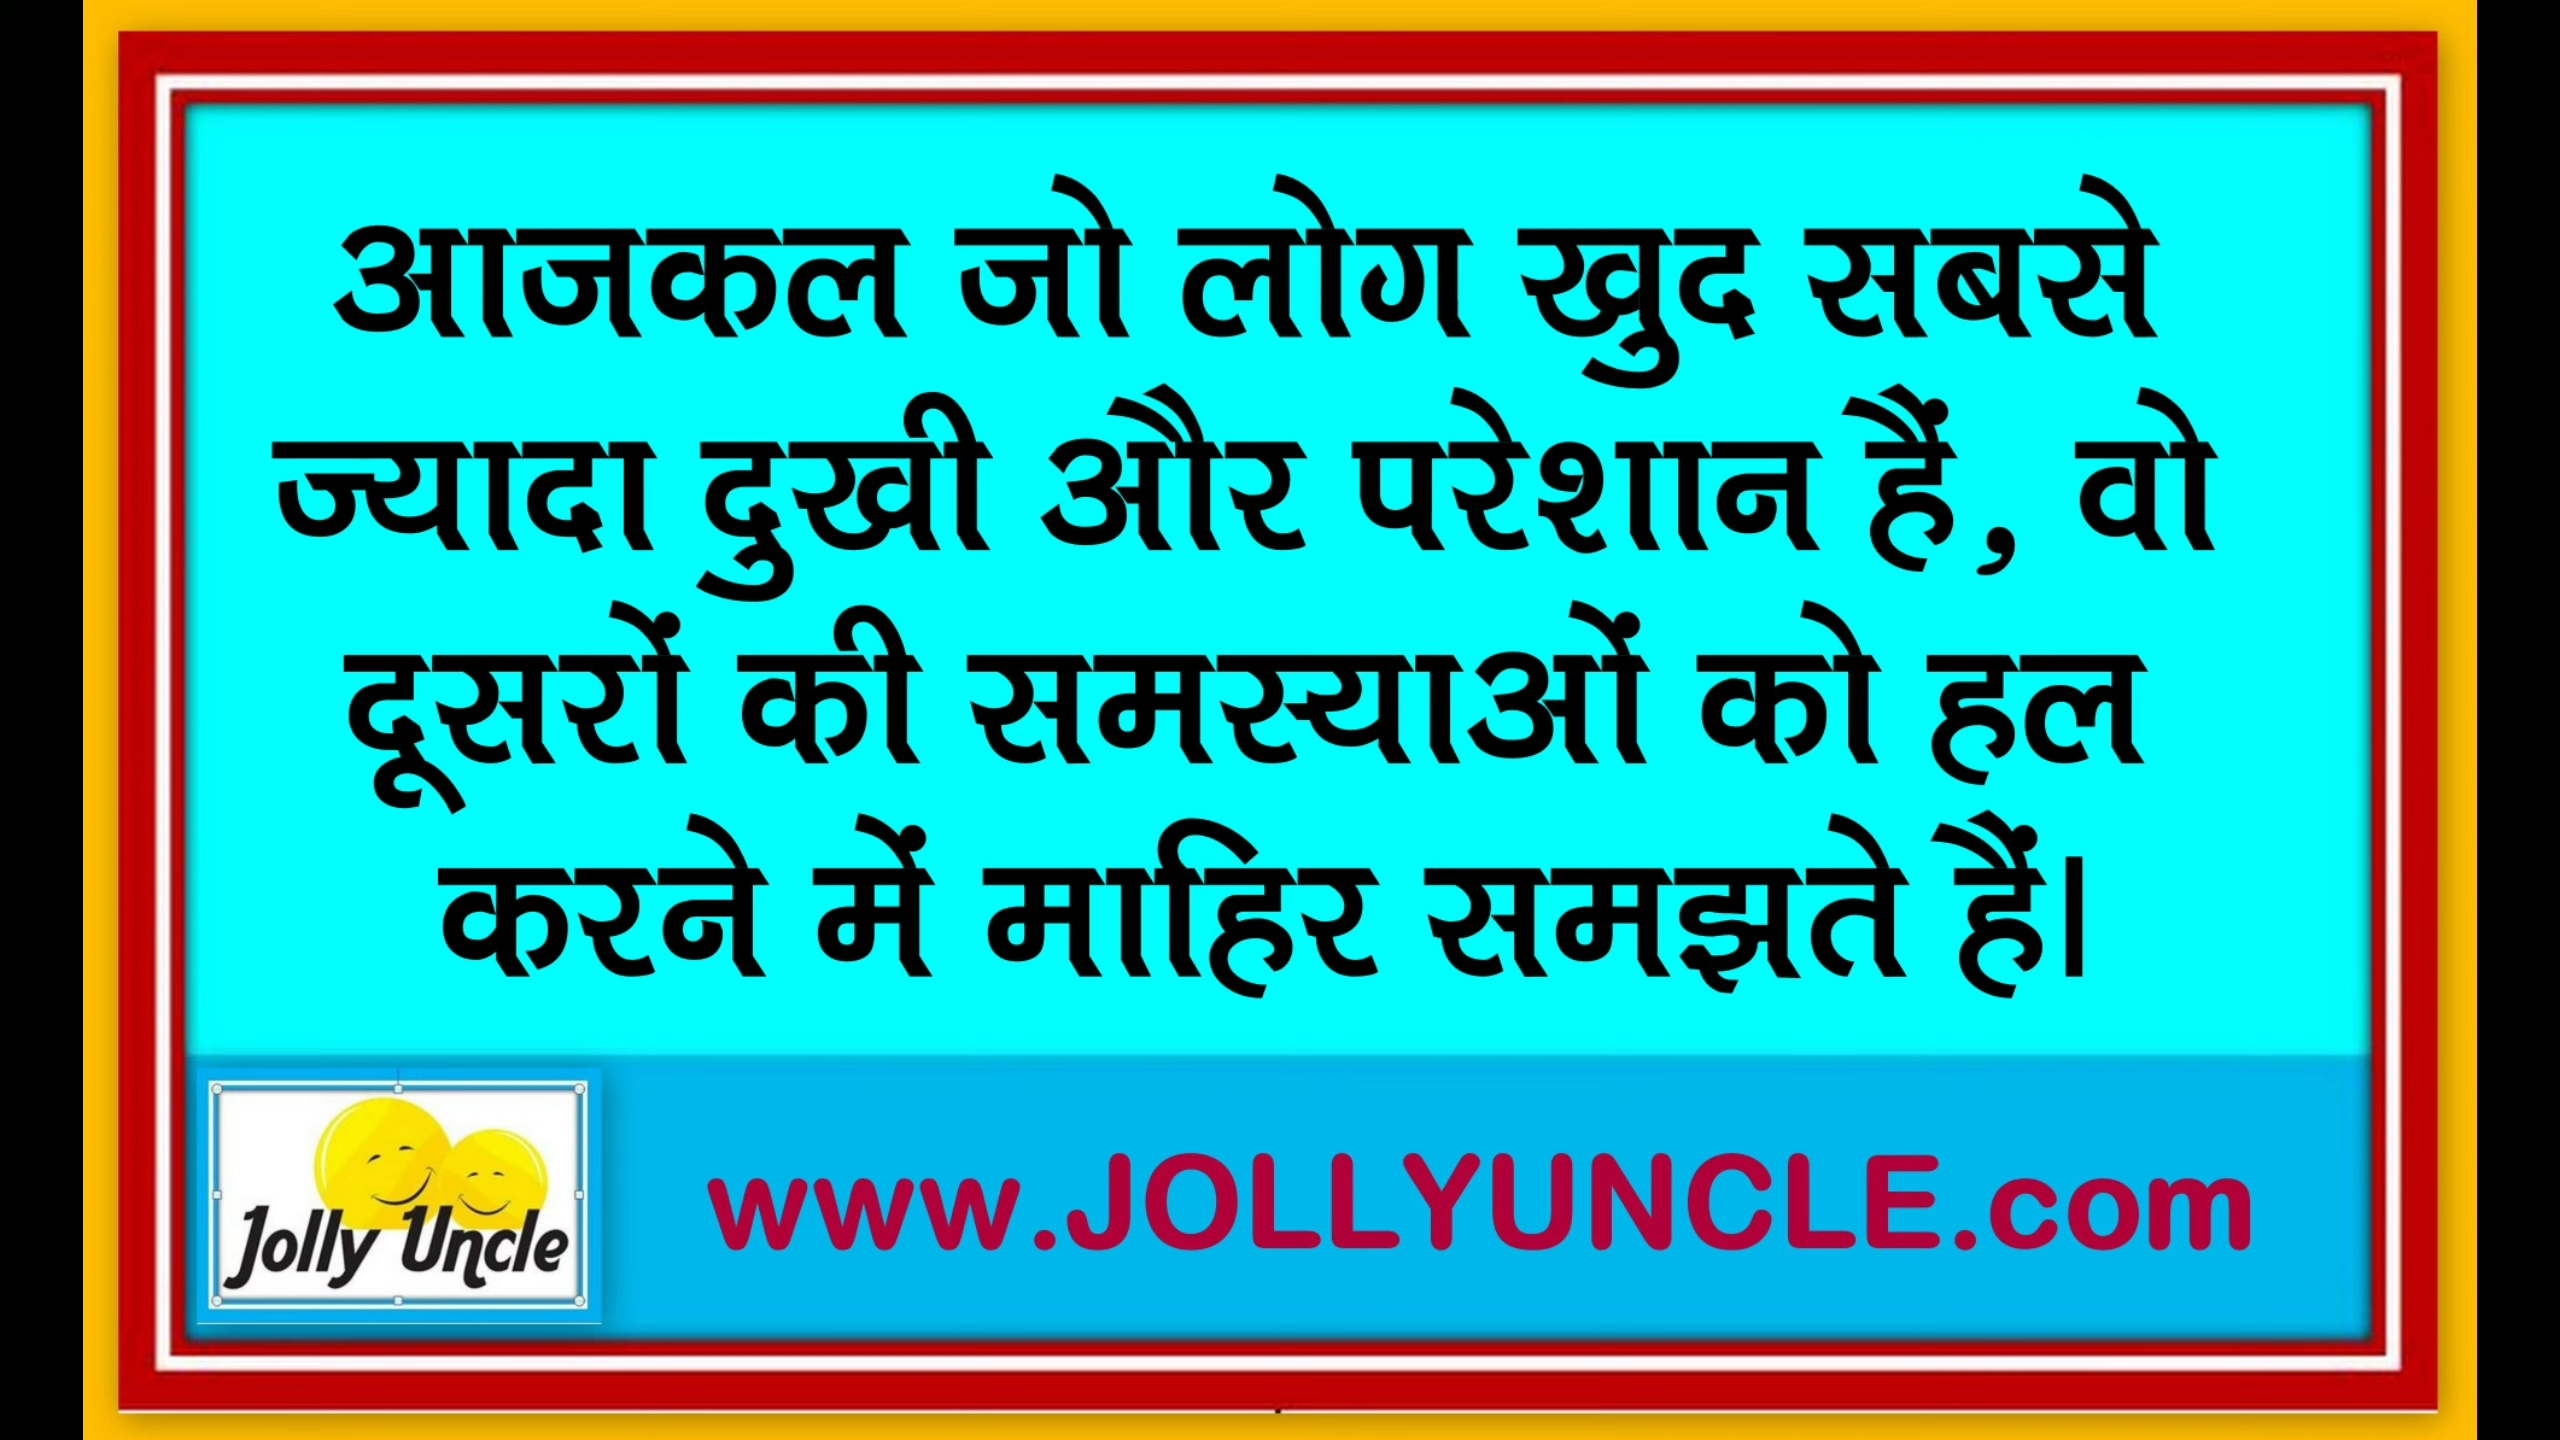 आजकल जो लोग खुद सबसे
ज्यादा दुखी और परेशान हैं, वो
दूसरों की समस्याओं को हल
करने में माहिर समझते हैं।
Jolly Uncle
www.JOLLYUNCLE.com